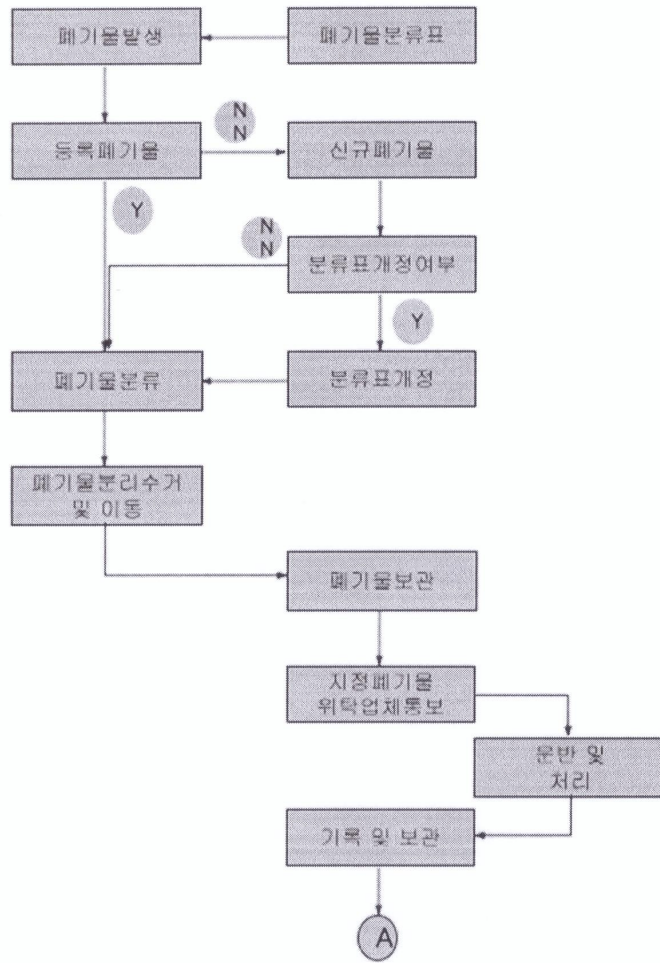 폐기물발생
폐기물분류표
N
N
등록폐기물
신규폐기물
Y
N
N
분류표개정여부
Y
폐기물분류
분류표개정
폐기물분리수거
및 이동
폐기물보관
지정폐기물
위탁업체통보
운반 및
처리
기록 및 보관
A